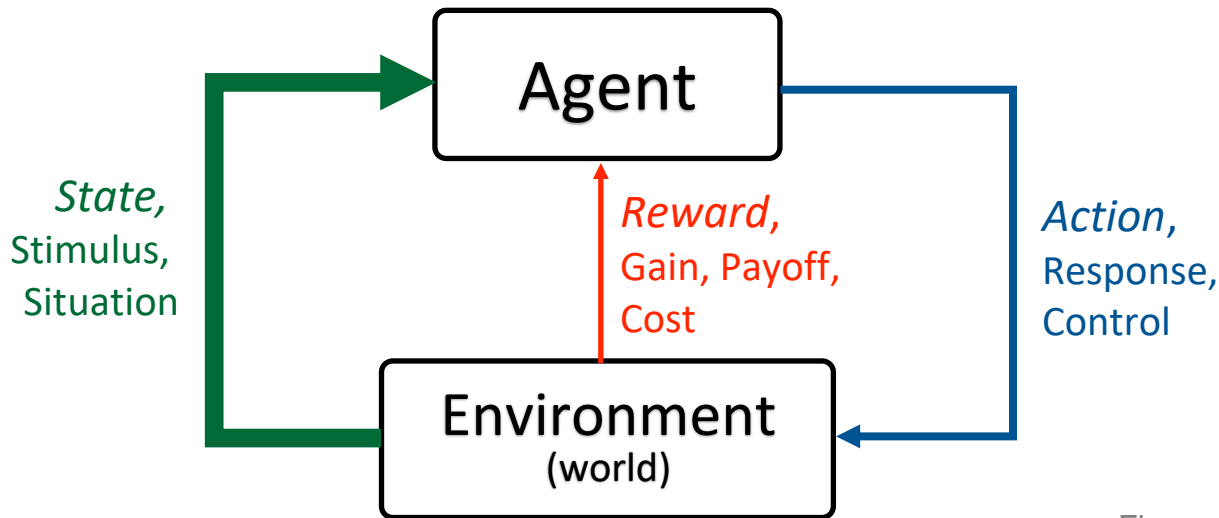 Agent
State,
Stimulus,
Situation
Reward,
Gain, Payoff,
Cost
Action,
Response,
Control
Environment
(world)